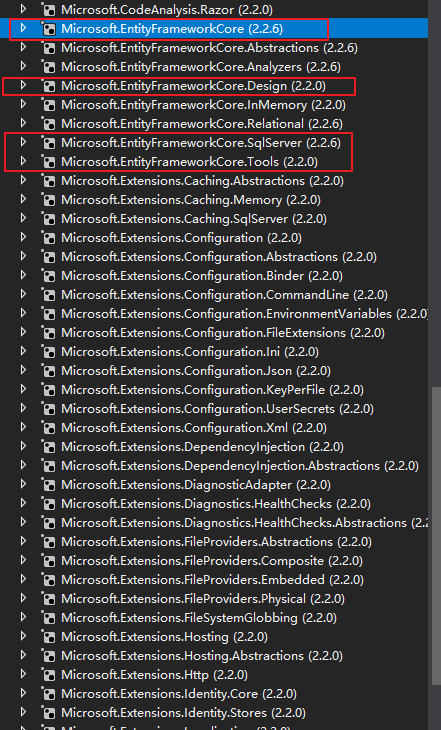 Microsoft.CodeAnalysis.Razor (2.2.0)
Microsoft.EntityFrameworkCore (2.2.6)
Microsoft.EntityFrameworkCore.Abstractions (2.2.6)
Microsoft.EntityFrameworkCore.Analyzers (2.2.6)
Microsoft.EntityFrameworkCore.Design (2.2.0)
Microsoft.EntityFrameworkCore.InMemory (2.2.0)
Microsoft.EntityFrameworkCore.Relational (2.2.6)
Microsoft.EntityFrameworkCore.SqlServer (2.2.6)
Microsoft.EntityFrameworkCore.Tools (2.2.0)
Microsoft.Extensions.Caching.Abstractions (2.2.0)
Microsoft.Extensions.Caching.Memory (2.2.0)
Microsoft.Extensions.Caching.SqlServer (2.2.0)
Microsoft.Extensions.Configuration (2.2.0)
Microsoft.Extensions.Configuration.Abstractions (2.2.0)
Microsoft.Extensions.Configuration.Binder (2.2.0)
Microsoft.Extensions.Configuration.CommandLine (2.2.0)
Microsoft.Extensions.Configuration.EnvironmentVariables (2.2.0)
Microsoft.Extensions.Configuration.FileExtensions (2.2.0)
Microsoft.Extensions.Configuration.Ini (2.2.0)
Microsoft.Extensions.Configuration.Json (2.2.0)
Microsoft.Extensions.Configuration.KeyPerFile (2.2.0)
Microsoft.Extensions.Configuration.UserSecrets (2.2.0)
Microsoft.Extensions.Configuration.Xml (2.2.0)
Microsoft.Extensions.DependencyInjection (2.2.0)
Microsoft.Extensions.DependencyInjection.Abstractions (2.2.0)
Microsoft.Extensions.DiagnosticAdapter (2.2.0)
Microsoft.Extensions.Diagnostics.HealthChecks (2.2.0)
Microsoft.Extensions.Diagnostics.HealthChecks.Abstractions (2.2
Microsoft.Extensions.FileProviders.Abstractions (2.2.0)
Microsoft.Extensions.FileProviders.Composite (2.2.0)
Microsoft.Extensions.FileProviders.Embedded (2.2.0)
Microsoft.Extensions.FileProviders.Physical (2.2.0)
Microsoft.Extensions.FileSystemGlobbing (2.2.0)
Microsoft.Extensions.Hosting (2.2.0)
Microsoft.Extensions.Hosting.Abstractions (2.2.0)
Microsoft.Extensions.Http (2.2.0)
Microsoft.Extensions.Identity.Core (2.2.0)
Microsoft.Extensions.Identity.Stores (2.2.0)